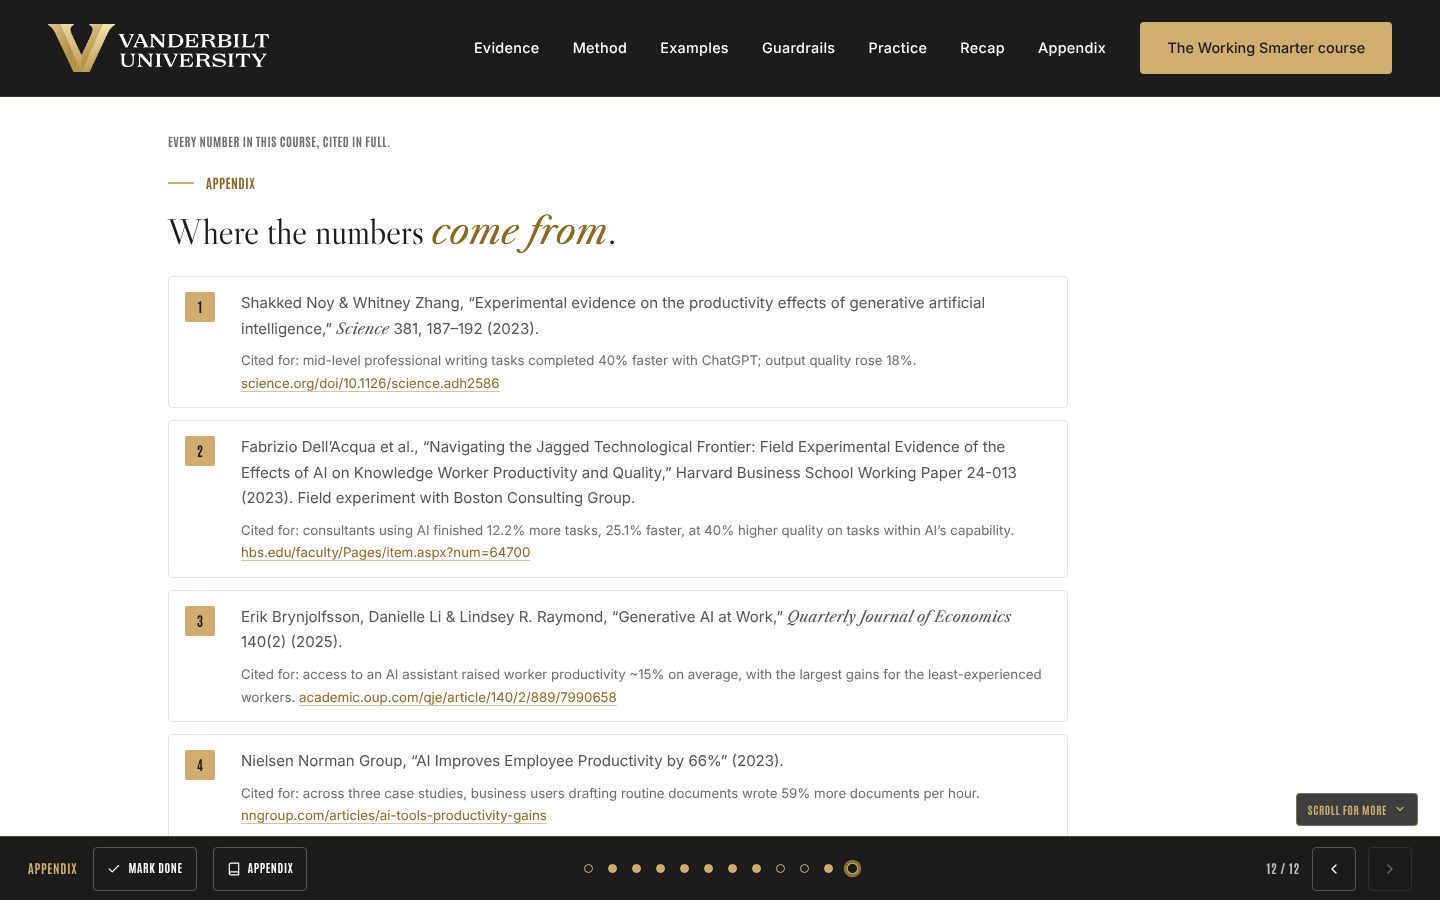 VANDERBILT
UNIVERSITY
Evidence
Method
Examples
Guardrails
Practice
Recap
Appendix
The Working Smarter course
EVERY NUMBER IN THIS COURSE, CITED IN FULL.
APPENDIX
Where the numbers come from.
1
Shakked Noy & Whitney Zhang, “Experimental evidence on the productivity effects of generative artificial
intelligence,” Science 381, 187–192 (2023).
Cited for: mid-level professional writing tasks completed 40% faster with ChatGPT; output quality rose 18%.
science.org/doi/10.1126/science.adh2586
2
Fabrizio Dell’Acqua et al., “Navigating the Jagged Technological Frontier: Field Experimental Evidence of the
Effects of AI on Knowledge Worker Productivity and Quality,” Harvard Business School Working Paper 24-013
(2023). Field experiment with Boston Consulting Group.
Cited for: consultants using AI finished 12.2% more tasks, 25.1% faster, at 40% higher quality on tasks within AI’s capability.
hbs.edu/faculty/Pages/item.aspx?num=64700
3
Erik Brynjolfsson, Danielle Li & Lindsey R. Raymond, “Generative AI at Work,” Quarterly Journal of Economics
140(2) (2025).
Cited for: access to an AI assistant raised worker productivity ~15% on average, with the largest gains for the least-experienced
workers. academic.oup.com/qje/article/140/2/889/7990658
4
Nielsen Norman Group, “AI Improves Employee Productivity by 66%” (2023).
Cited for: across three case studies, business users drafting routine documents wrote 59% more documents per hour.
nngroup.com/articles/ai-tools-productivity-gains
SCROLL FOR MORE
APPENDIX
MARK DONE
APPENDIX
12 / 12